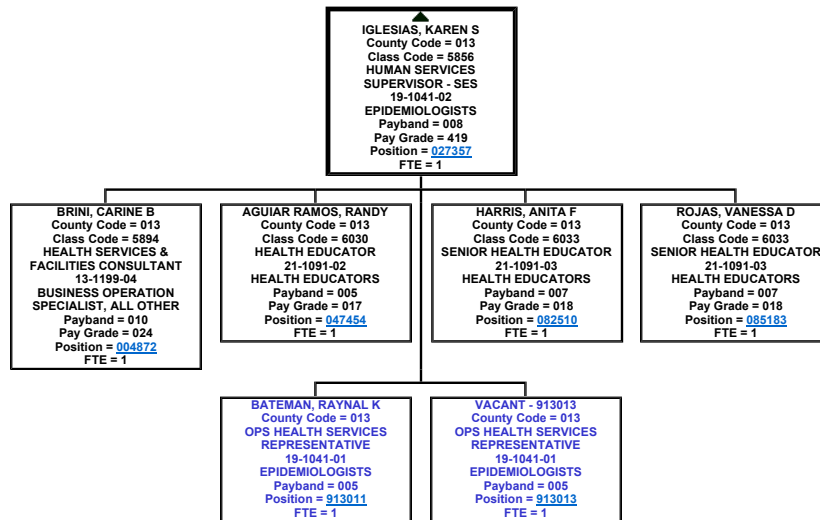 IGLESIAS, KAREN S
County Code = 013
Class Code = 5856
HUMAN SERVICES
SUPERVISOR - SES
19-1041-02
EPIDEMIOLOGISTS
Payband = 008
Pay Grade = 419
Position = 027357
FTE = 1
BRINI, CARINE B
County Code = 013
Class Code = 5894
HEALTH SERVICES &
FACILITIES CONSULTANT
13-1199-04
BUSINESS OPERATION
SPECIALIST, ALL OTHER
Payband = 010
Pay Grade = 024
Position = 004872
FTE = 1
AGUIAR RAMOS, RANDY
County Code = 013
Class Code = 6030
HEALTH EDUCATOR
21-1091-02
HEALTH EDUCATORS
Payband = 005
Pay Grade = 017
Position = 047454
FTE = 1
HARRIS, ANITA F
County Code = 013
Class Code = 6033
SENIOR HEALTH EDUCATOR
21-1091-03
HEALTH EDUCATORS
Payband = 007
Pay Grade = 018
Position = 082510
FTE = 1
ROJAS, VANESSA D
County Code = 013
Class Code = 6033
SENIOR HEALTH EDUCATOR
21-1091-03
HEALTH EDUCATORS
Payband = 007
Pay Grade = 018
Position = 085183
FTE = 1
BATEMAN, RAYNAL K
County Code = 013
OPS HEALTH SERVICES
REPRESENTATIVE
19-1041-01
EPIDEMIOLOGISTS
Payband = 005
Position = 913011
FTE = 1
VACANT - 913013
County Code = 013
OPS HEALTH SERVICES
REPRESENTATIVE
19-1041-01
EPIDEMIOLOGISTS
Payband = 005
Position = 913013
FTE = 1